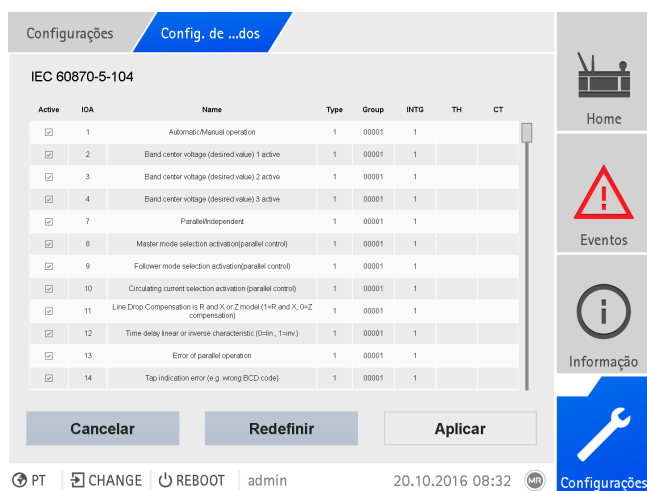 Configurações
Config. de ...dos
IEC 60870-5-104
Active IOA Name Type Group INTG TH CT
1 Automatic/Manual operation 1 00001 1
2 Band center voltage (desired value) 1 active 1 00001 1
3 Band center voltage (desired value) 2 active 1 00001 1
4 Band center voltage (desired value) 3 active 1 00001 1
7 Parallel/Independent 1 00001 1
8 Master mode selection activation(parallel control) 1 00001 1
9 Follower mode selection activation(parallel control) 1 00001 1
10 Circulating current selection activation (parallel control) 1 00001 1
11 Line Drop Compensation is R and X or Z model (1=R and X, 0=Z
compensation) 1 00001 1
12 Time delay linear or inverse characteristic (0=lin., 1=inv.) 1 00001 1
13 Error of parallel operation 1 00001 1
14 Tap indication error (e.g. wrong BCD code) 1 00001 1
Cancelar Redefinir Aplicar
PT CHANGE REBOOT admin 20.10.2016 08:32 MR
Home
Eventos
Informação
Configurações